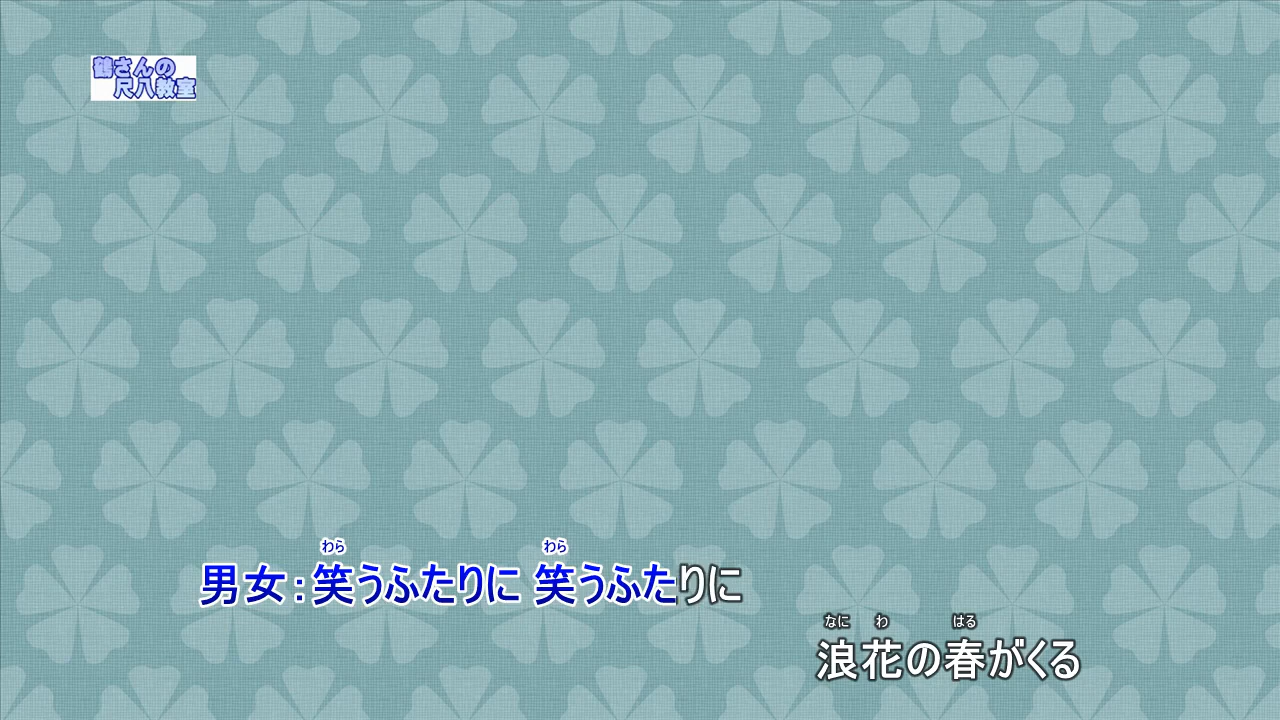 鶴さんの
尺八教室
わら わら
男女：笑うふたりに 笑うふたりに
なに わ はる
浪花の春がくる